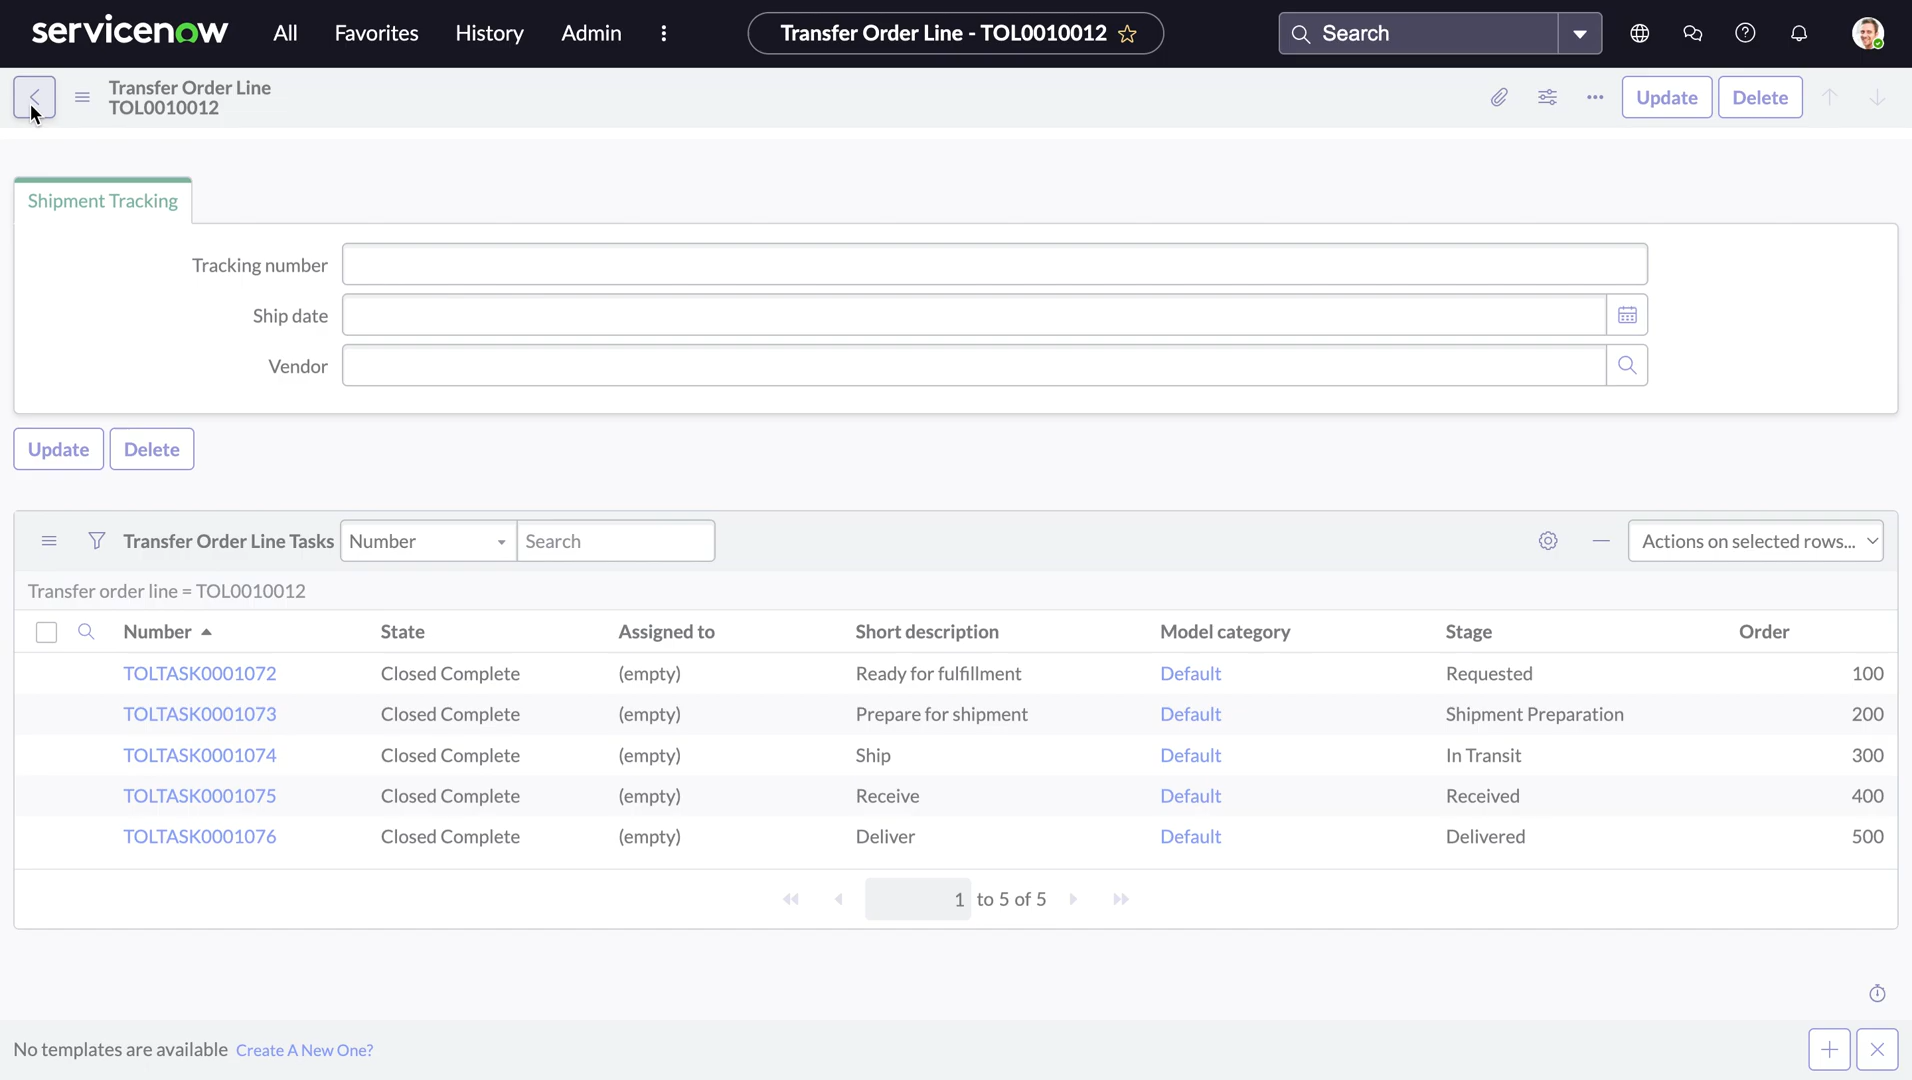 servicenow All Favorites History Admin Transfer Order Line - TOL0010012 Search
Transfer Order Line
TOL0010012
Update Delete
Shipment Tracking
Tracking number
Ship date
Vendor
Update Delete
Transfer Order Line Tasks Number Search Actions on selected rows...
Transfer order line = TOL0010012
Number State Assigned to Short description Model category Stage Order
TOLTASK0001072 Closed Complete (empty) Ready for fulfillment Default Requested 100
TOLTASK0001073 Closed Complete (empty) Prepare for shipment Default Shipment Preparation 200
TOLTASK0001074 Closed Complete (empty) Ship Default In Transit 300
TOLTASK0001075 Closed Complete (empty) Receive Default Received 400
TOLTASK0001076 Closed Complete (empty) Deliver Default Delivered 500
1 to 5 of 5
No templates are available Create A New One?